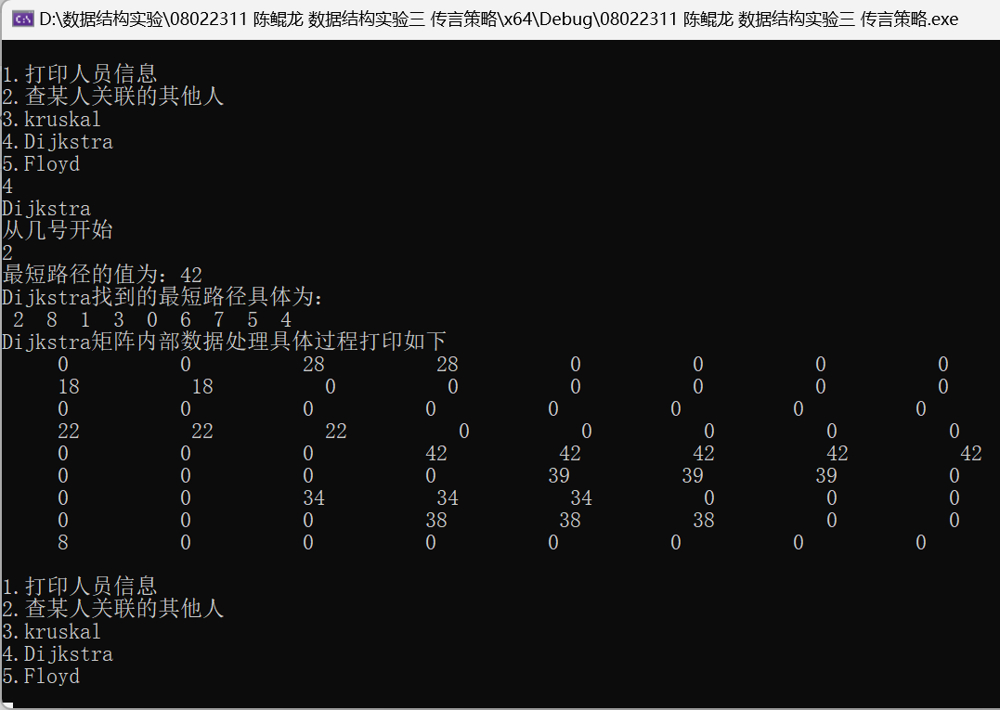 D:\数据结构实验\08022311 陈鲲龙 数据结构实验三 传言策略\x64\Debug\08022311 陈鲲龙 数据结构实验三 传言策略.exe
1.打印人员信息
2.查某人关联的其他人
3.kruskal
4.Dijkstra
5.Floyd
4
Dijkstra
从几号开始
2
最短路径的值为：42
Dijkstra找到的最短路径具体为：
2 8 1 3 0 6 7 5 4
Dijkstra矩阵内部数据处理具体过程打印如下
0 0 28 28 0 0 0 0
18 18 0 0 0 0 0 0
0 0 0 0 0 0 0 0
22 22 22 0 0 0 0 0
0 0 0 42 42 42 42 42
0 0 0 0 39 39 39 0
0 0 34 34 34 0 0 0
0 0 0 38 38 38 0 0
8 0 0 0 0 0 0 0
1.打印人员信息
2.查某人关联的其他人
3.kruskal
4.Dijkstra
5.Floyd